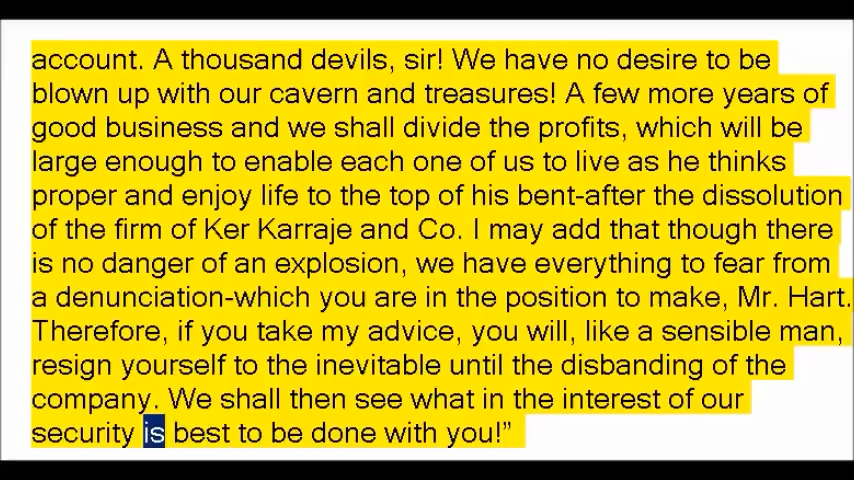 account. A thousand devils, sir! We have no desire to be
blown up with our cavern and treasures! A few more years of
good business and we shall divide the profits, which will be
large enough to enable each one of us to live as he thinks
proper and enjoy life to the top of his bent-after the dissolution
of the firm of Ker Karraje and Co. I may add that though there
is no danger of an explosion, we have everything to fear from
a denunciation-which you are in the position to make, Mr. Hart.
Therefore, if you take my advice, you will, like a sensible man,
resign yourself to the inevitable until the disbanding of the
company. We shall then see what in the interest of our
security is best to be done with you!”